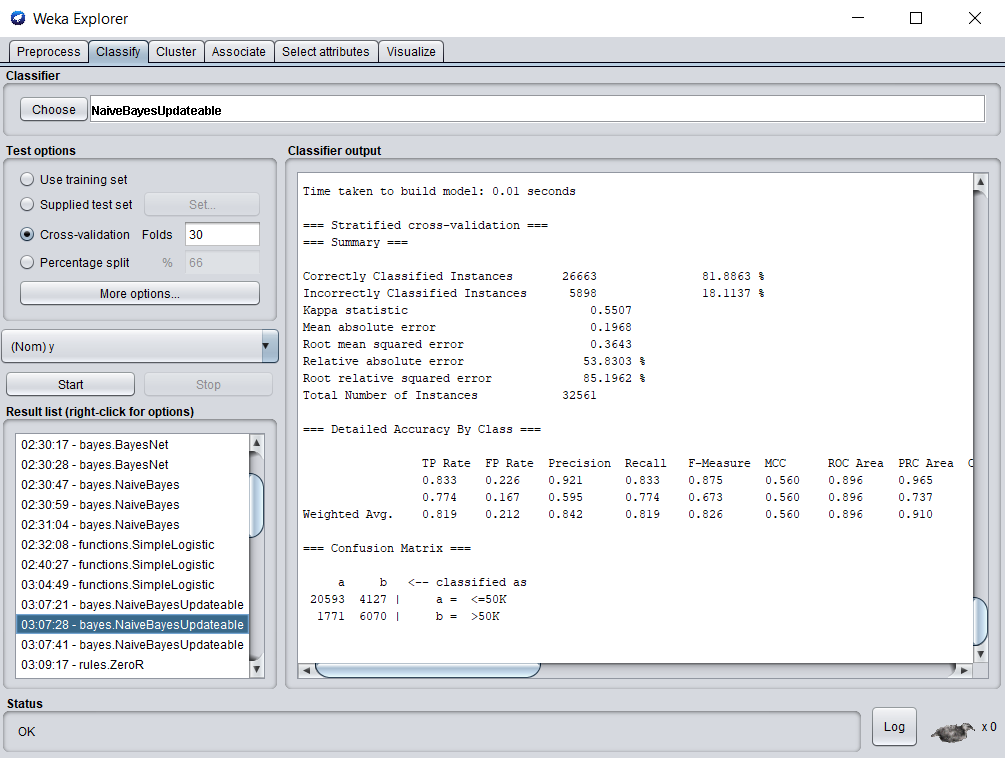 Weka Explorer
Preprocess Classify Cluster Associate Select attributes Visualize
Classifier
Choose NaiveBayesUpdateable
Test options
Use training set
Supplied test set Set...
Cross-validation Folds 30
Percentage split % 66
More options...
(Nom) y
Start Stop
Result list (right-click for options)
02:30:17 - bayes.BayesNet
02:30:28 - bayes.BayesNet
02:30:47 - bayes.NaiveBayes
02:30:59 - bayes.NaiveBayes
02:31:04 - bayes.NaiveBayes
02:32:08 - functions.SimpleLogistic
02:40:27 - functions.SimpleLogistic
03:04:49 - functions.SimpleLogistic
03:07:21 - bayes.NaiveBayesUpdateable
03:07:28 - bayes.NaiveBayesUpdateable
03:07:41 - bayes.NaiveBayesUpdateable
03:09:17 - rules.ZeroR
Classifier output
Time taken to build model: 0.01 seconds
=== Stratified cross-validation ===
=== Summary ===
Correctly Classified Instances 26663 81.8863 %
Incorrectly Classified Instances 5898 18.1137 %
Kappa statistic 0.5507
Mean absolute error 0.1968
Root mean squared error 0.3643
Relative absolute error 53.8303 %
Root relative squared error 85.1962 %
Total Number of Instances 32561
=== Detailed Accuracy By Class ===
TP Rate FP Rate Precision Recall F-Measure MCC ROC Area PRC Area C
0.833 0.226 0.921 0.833 0.875 0.560 0.896 0.965
0.774 0.167 0.595 0.774 0.673 0.560 0.896 0.737
Weighted Avg. 0.819 0.212 0.842 0.819 0.826 0.560 0.896 0.910
=== Confusion Matrix ===
a b <-- classified as
20593 4127 | a = <=50K
1771 6070 | b = >50K
Status
OK
Log
x 0